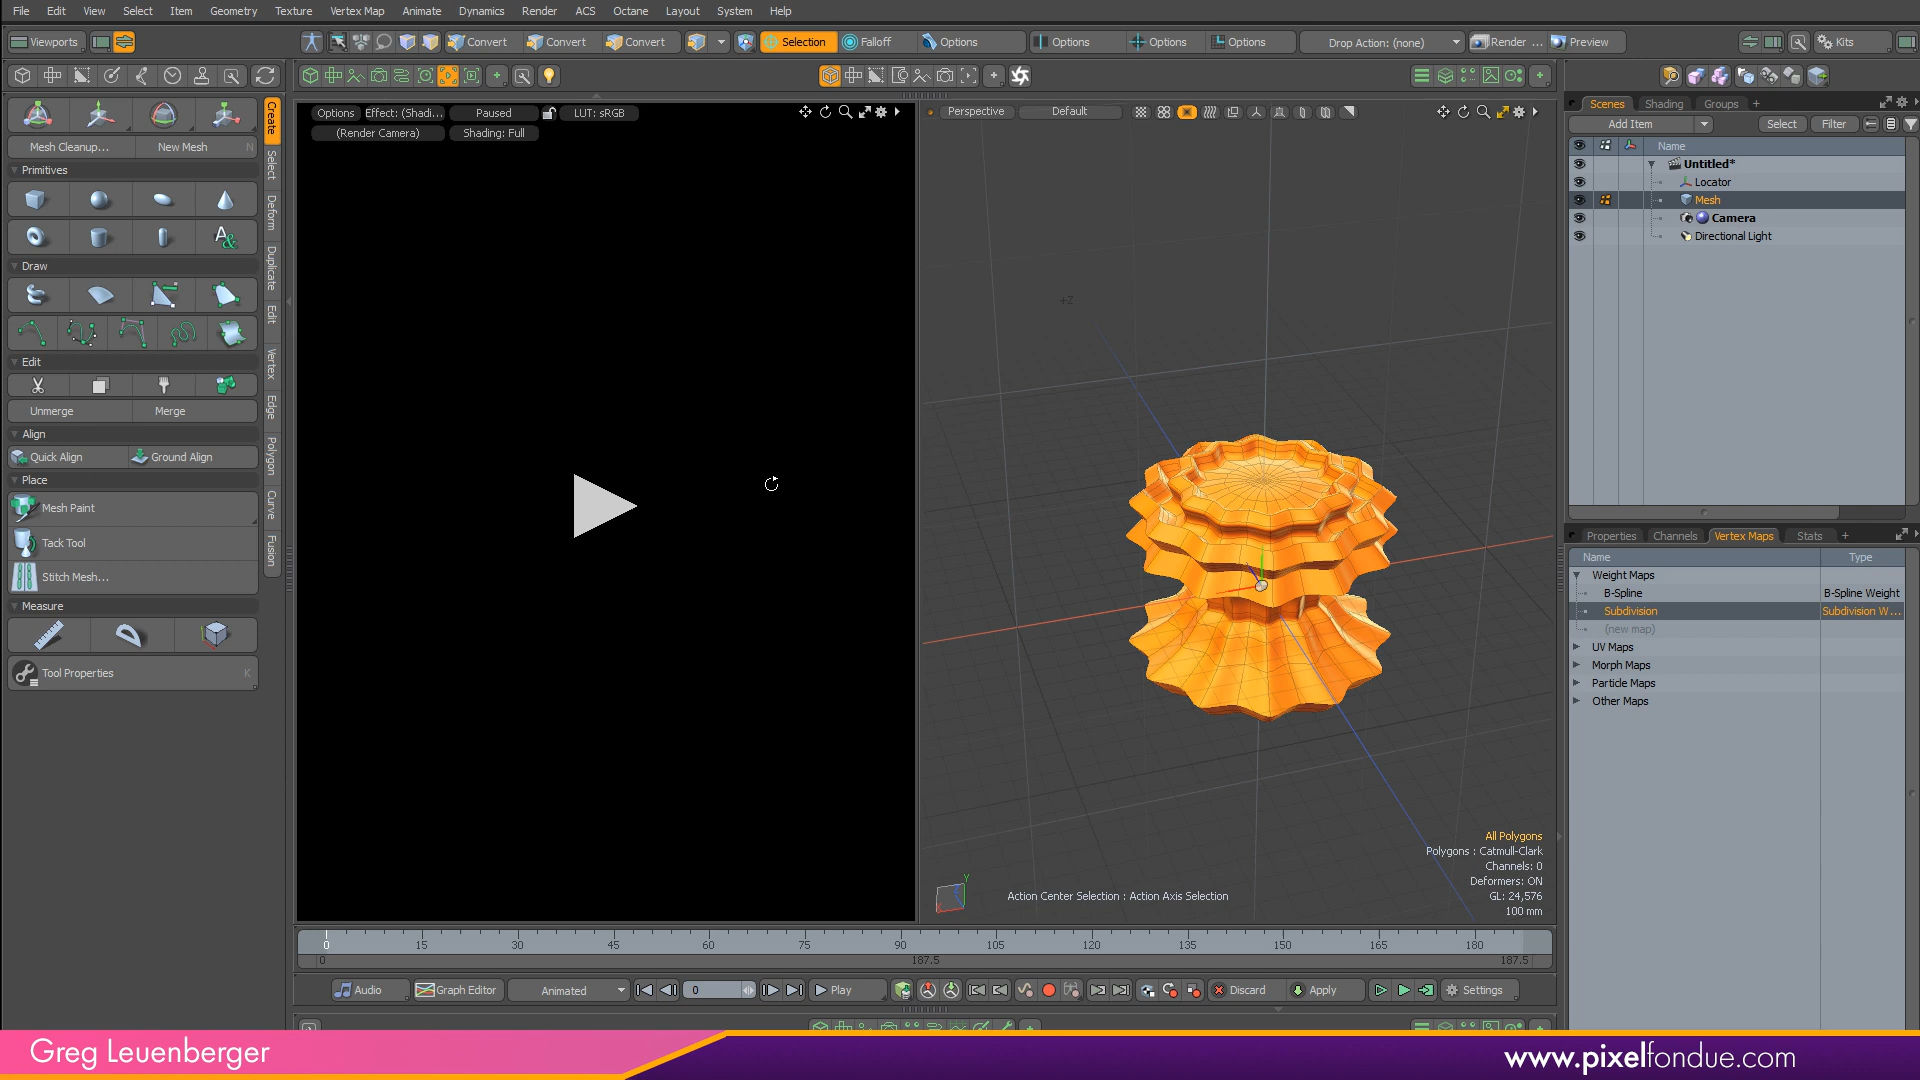 File Edit View Select Item Geometry Texture Vertex Map Animate Dynamics Render ACS Octane Layout System Help
Viewports Convert Convert Convert Selection Falloff Options Options Options Options Drop Action: (none) Render ... Preview Kits
Options Effect: (Shadi... Paused LUT: sRGB
(Render Camera) Shading: Full
Perspective Default
Mesh Cleanup... New Mesh N
Primitives
Draw
Edit
Unmerge Merge
Align
Quick Align Ground Align
Place
Mesh Paint
Tack Tool
Stitch Mesh...
Measure
Tool Properties K
Create
Select
Deform
Duplicate
Edit
Vertex
Edge
Polygon
Curve
Fusion
+Z
All Polygons
Polygons : Catmull-Clark
Channels: 0
Deformers: ON
GL: 24,576
100 mm
Action Center Selection : Action Axis Selection
Y
Z
X
Scenes Shading Groups +
Add Item Select Filter
Name
Untitled*
Locator
Mesh
Camera
Directional Light
Properties Channels Vertex Maps Stats +
Name Type
Weight Maps
B-Spline B-Spline Weight
Subdivision Subdivision W ...
(new map)
UV Maps
Morph Maps
Particle Maps
Other Maps
0 15 30 45 60 75 90 105 120 135 150 165 180
0 187.5 187.5
Audio Graph Editor Animated 0 Play Discard Apply Settings
Greg Leuenberger
www.pixelfondue.com